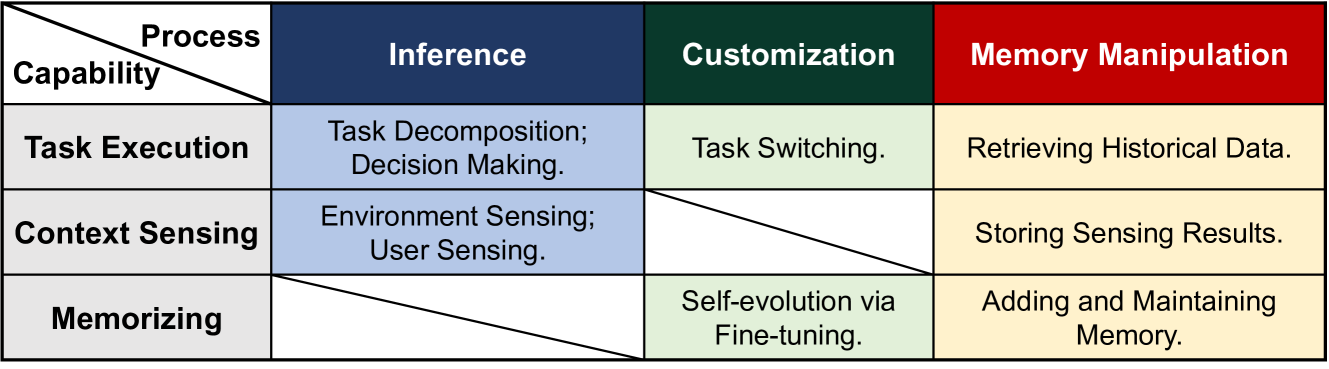 Process
Capability
Inference
Customization
Memory Manipulation
Task Execution
Task Decomposition;
Decision Making.
Task Switching.
Retrieving Historical Data.
Context Sensing
Environment Sensing;
User Sensing.
Storing Sensing Results.
Memorizing
Self-evolution via
Fine-tuning.
Adding and Maintaining
Memory.